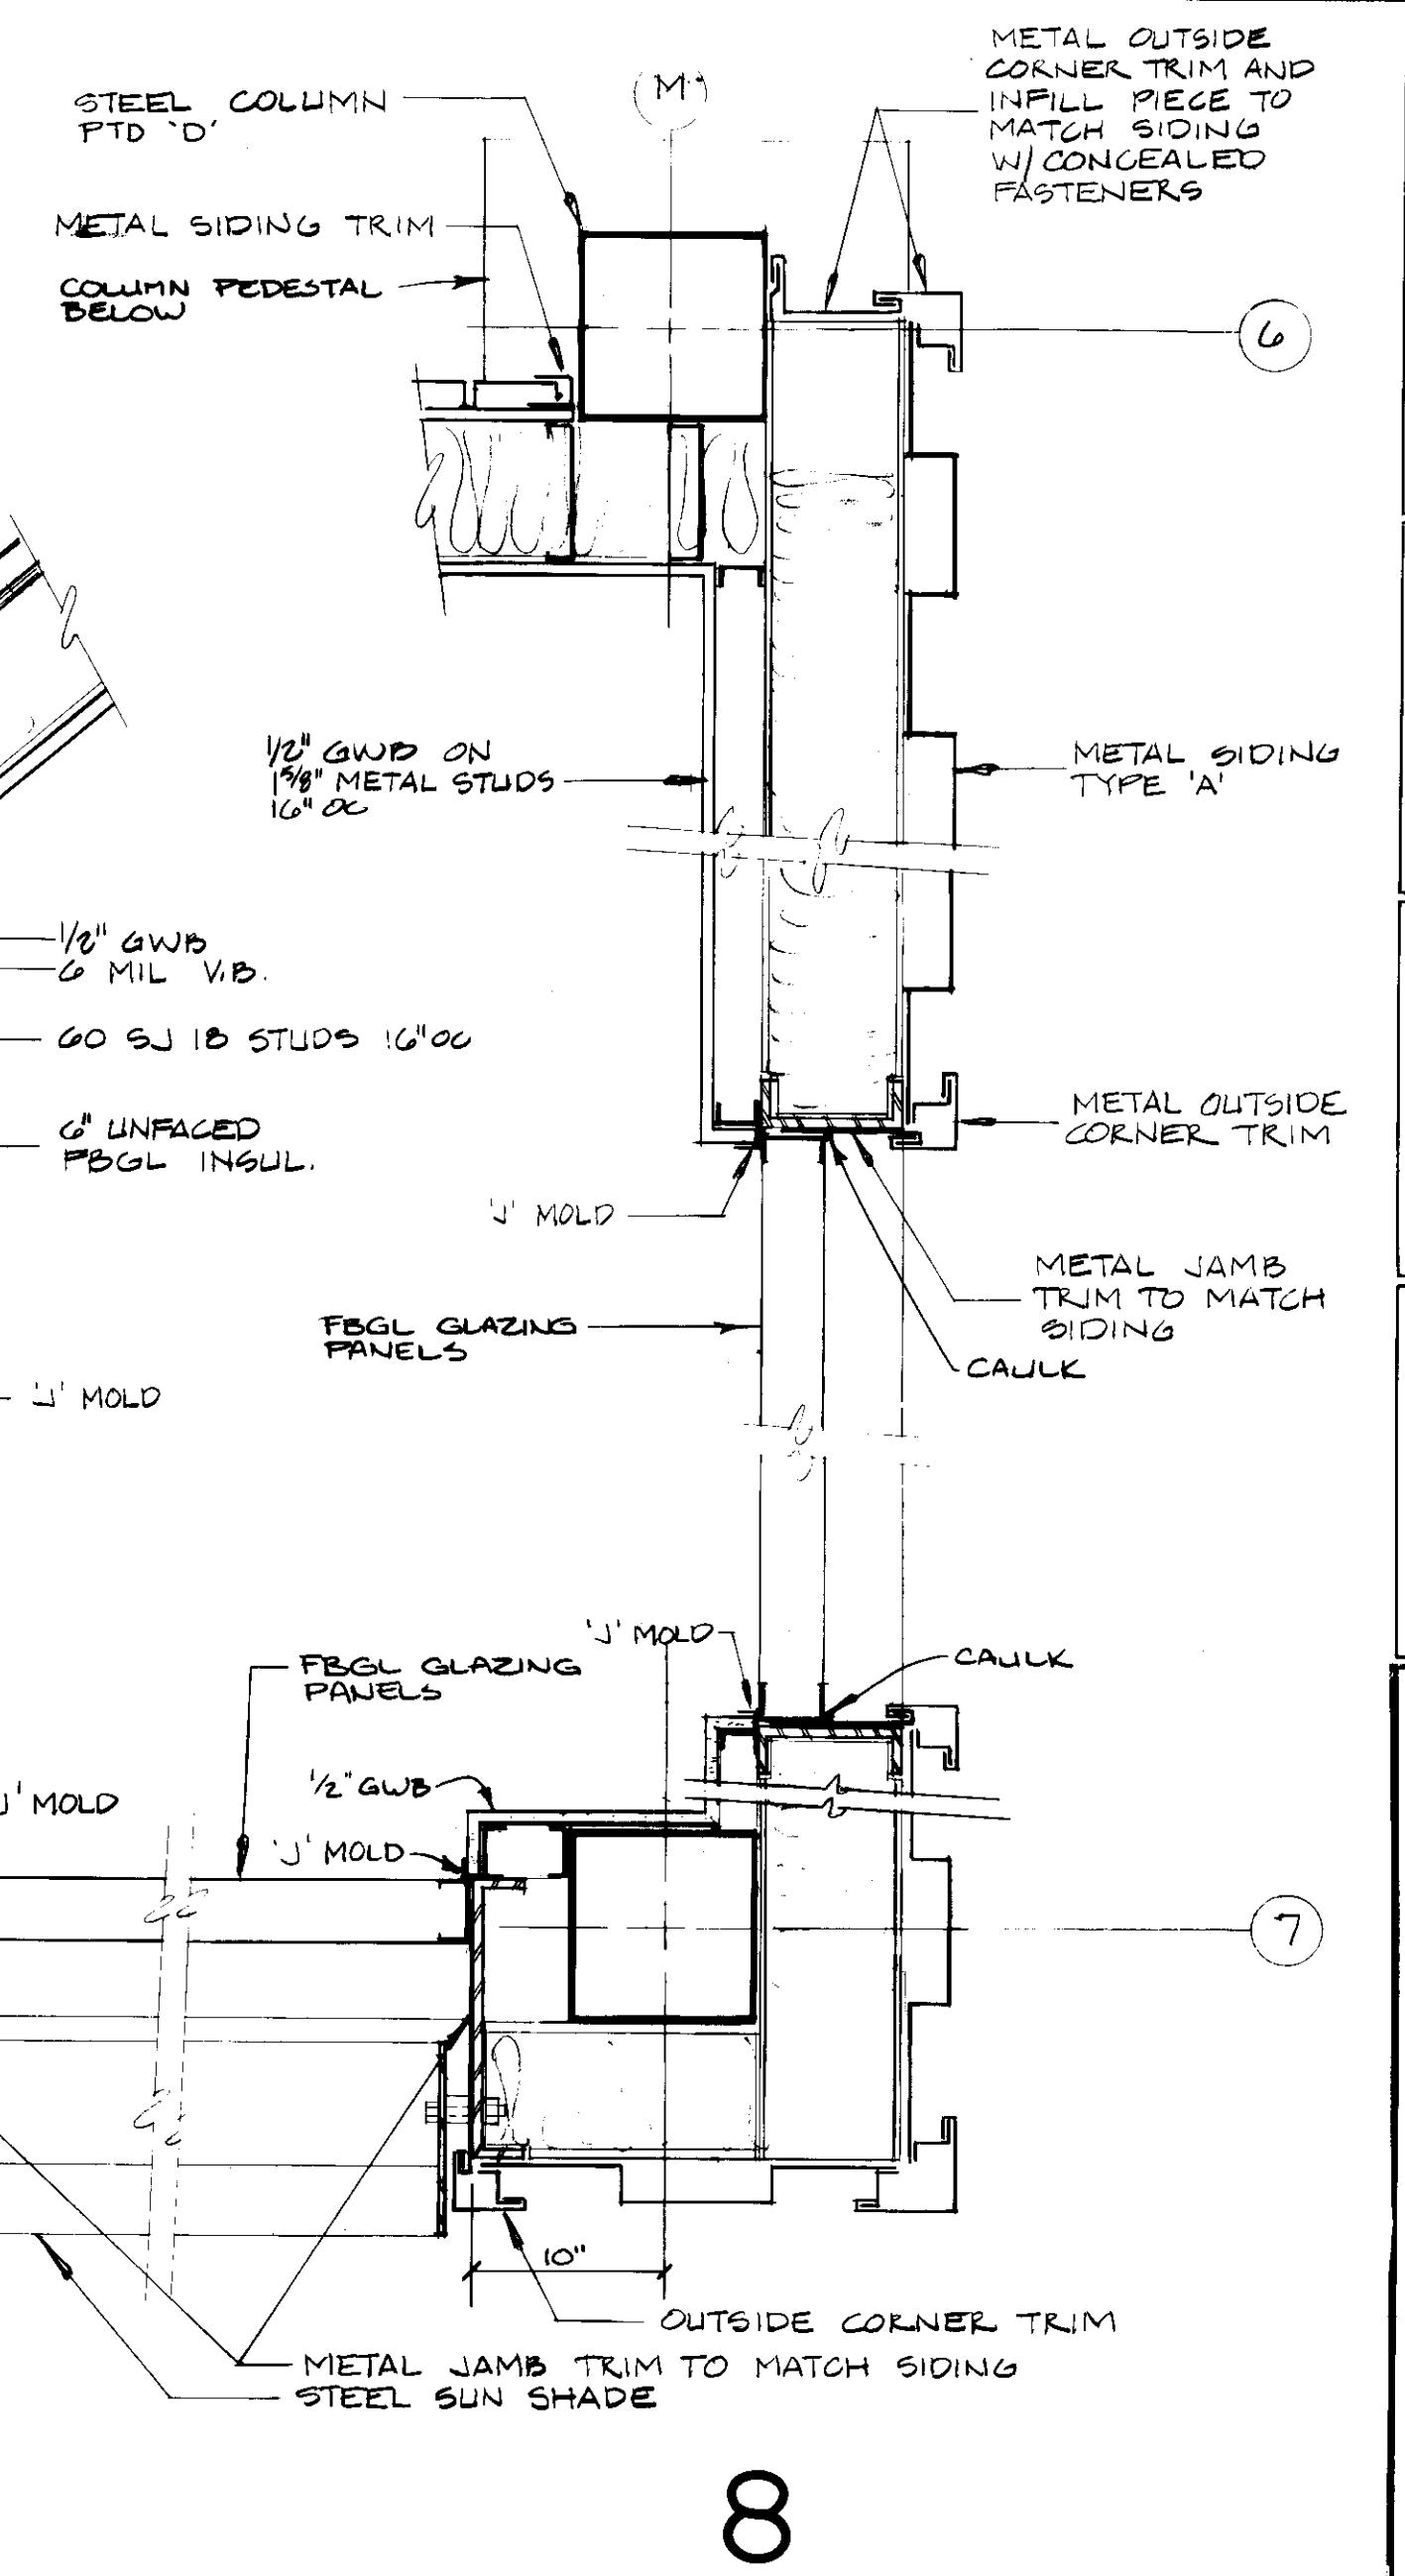 METAL OUTSIDE
CORNER TRIM AND
INFILL PIECE TO
MATCH SIDING
W/ CONCEALED
FASTENERS
STEEL COLUMN
PTD 'D'
M
METAL SIDING TRIM
COLUMN PEDESTAL
BELOW
6
1/2" GWB ON
1 5/8" METAL STUDS
16" OC
METAL SIDING
TYPE 'A'
1/2" GWB
6 MIL V.B.
60 SJ 18 STUDS 16" OC
6" UNFACED
FBGL INSUL.
METAL OUTSIDE
CORNER TRIM
'J' MOLD
METAL JAMB
TRIM TO MATCH
SIDING
FBGL GLAZING
PANELS
CAULK
'J' MOLD
'J' MOLD
CAULK
FBGL GLAZING
PANELS
1/2" GWB
J' MOLD
'J' MOLD
7
10"
OUTSIDE CORNER TRIM
METAL JAMB TRIM TO MATCH SIDING
STEEL SUN SHADE
8